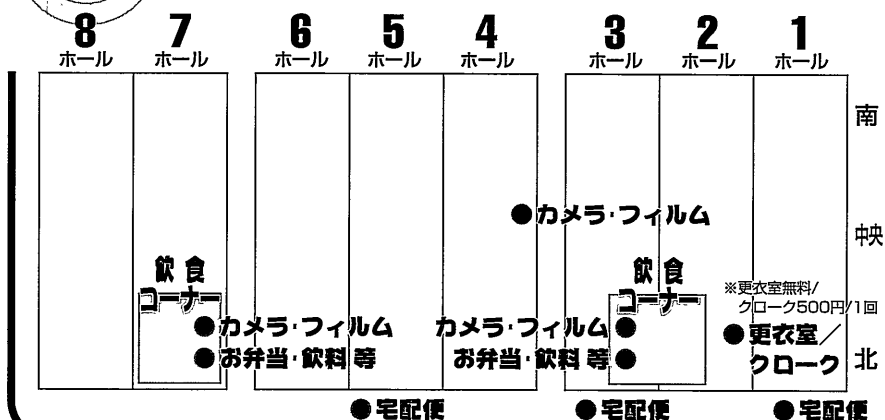 8 7 6 5 4 3 2 1
ホール ホール ホール ホール ホール ホール ホール ホール
南
●カメラ・フィルム
中央
飲食
コーナー
●カメラ・フィルム
●お弁当・飲料 等
飲食
コーナー
カメラ・フィルム●
お弁当・飲料 等●
※更衣室無料/
クローク500円/1回
●更衣室/
クローク
北
●宅配便
●宅配便
●宅配便